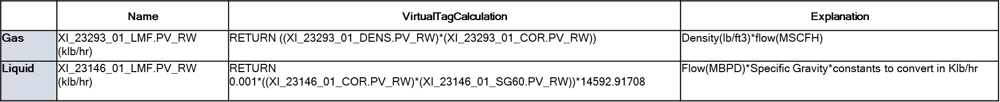 Name VirtualTagCalculation Explanation
Gas XI_23293_01_LMF.PV_RW RETURN ((XI_23293_01_DENS.PV_RW)*(XI_23293_01_COR.PV_RW)) Density(lb/ft3)*flow(MSCFH)
(klb/hr)
Liquid XI_23146_01_LMF.PV_RW RETURN Flow(MBPD)*Specific Gravity*constants to convert in Klb/hr
(klb/hr) 0.001*((XI_23146_01_COR.PV_RW)*(XI_23146_01_SG60.PV_RW))*14592.91708